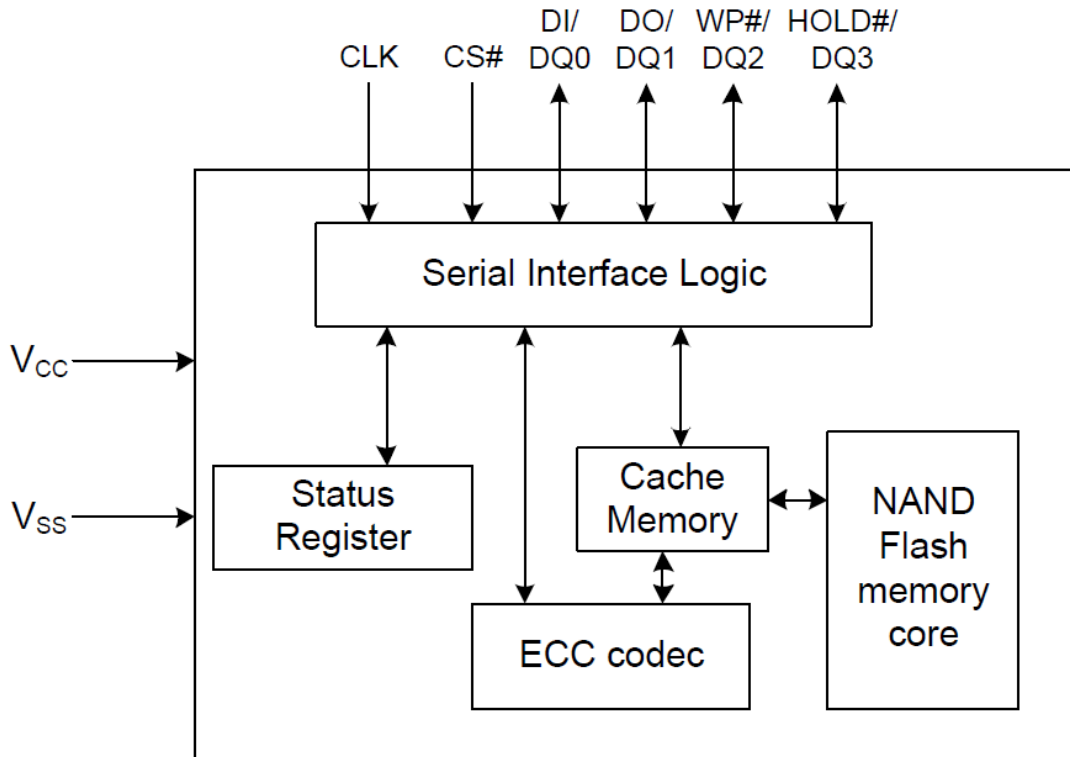 DI/ DO/ WP#/ HOLD#/
CLK CS# DQ0 DQ1 DQ2 DQ3
Serial Interface Logic
VCC
VSS
Status
Register
Cache
Memory
NAND
Flash
memory
core
ECC codec